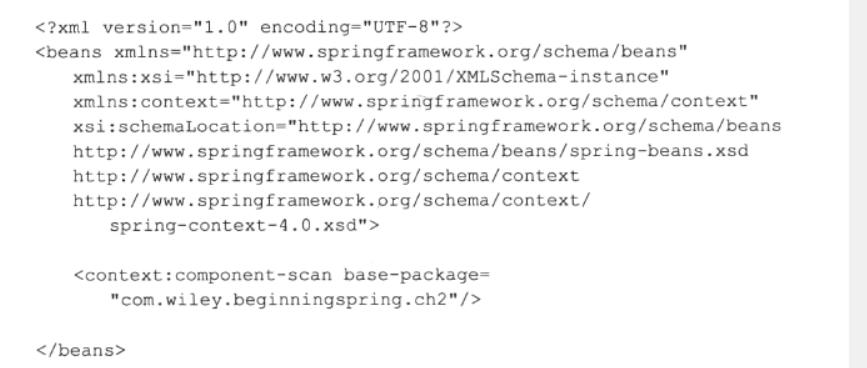 <?xml version="1.0" encoding="UTF-8"?>
<beans xmlns="http://www.springframework.org/schema/beans"
xmlns:xsi="http://www.w3.org/2001/XMLSchema-instance"
xmlns:context="http://www.springframework.org/schema/context"
xsi:schemaLocation="http://www.springframework.org/schema/beans
http://www.springframework.org/schema/beans/spring-beans.xsd
http://www.springframework.org/schema/context
http://www.springframework.org/schema/context/
spring-context-4.0.xsd">
<context:component-scan base-package=
"com.wiley.beginningspring.ch2"/>
</beans>